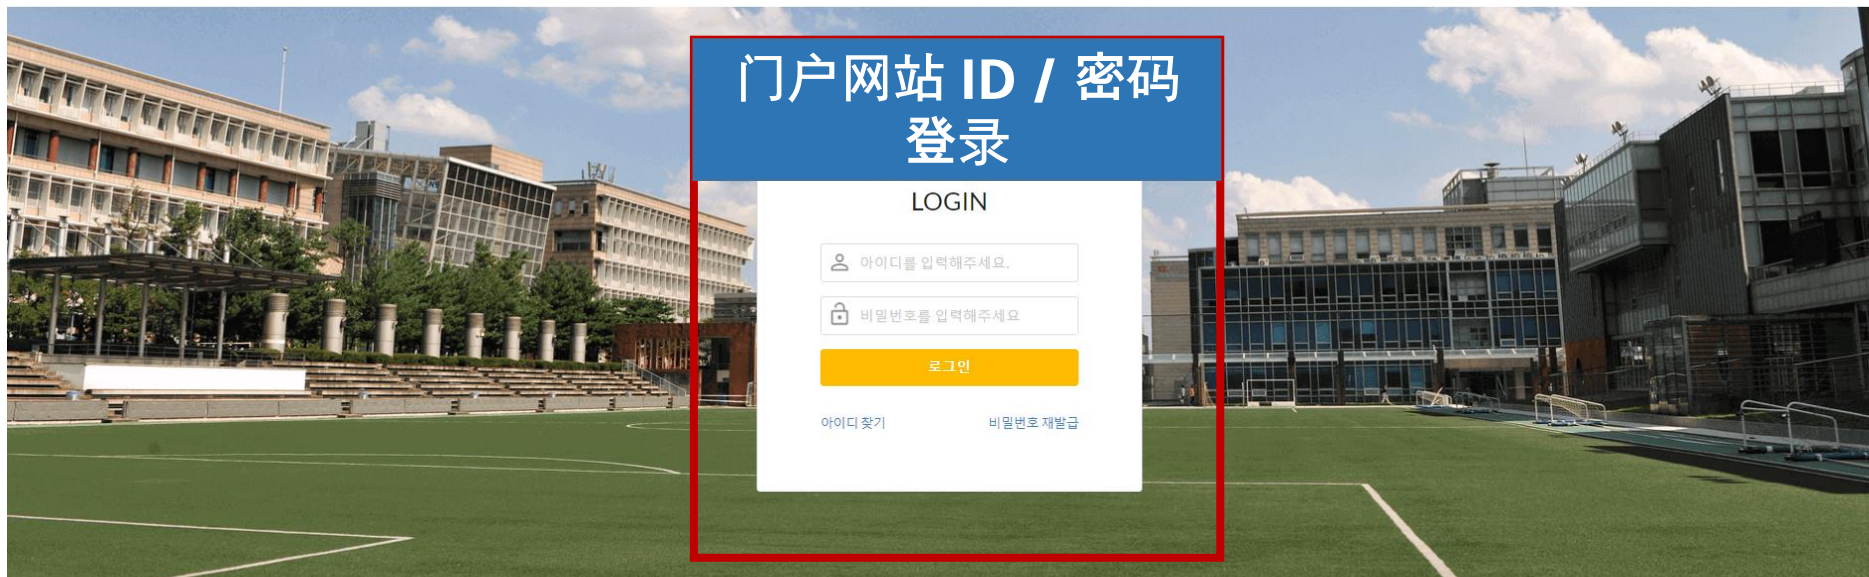 门户网站 ID / 密码
登录
LOGIN
아이디를 입력해주세요.
비밀번호를 입력해주세요
로그인
아이디 찾기 비밀번호 재발급